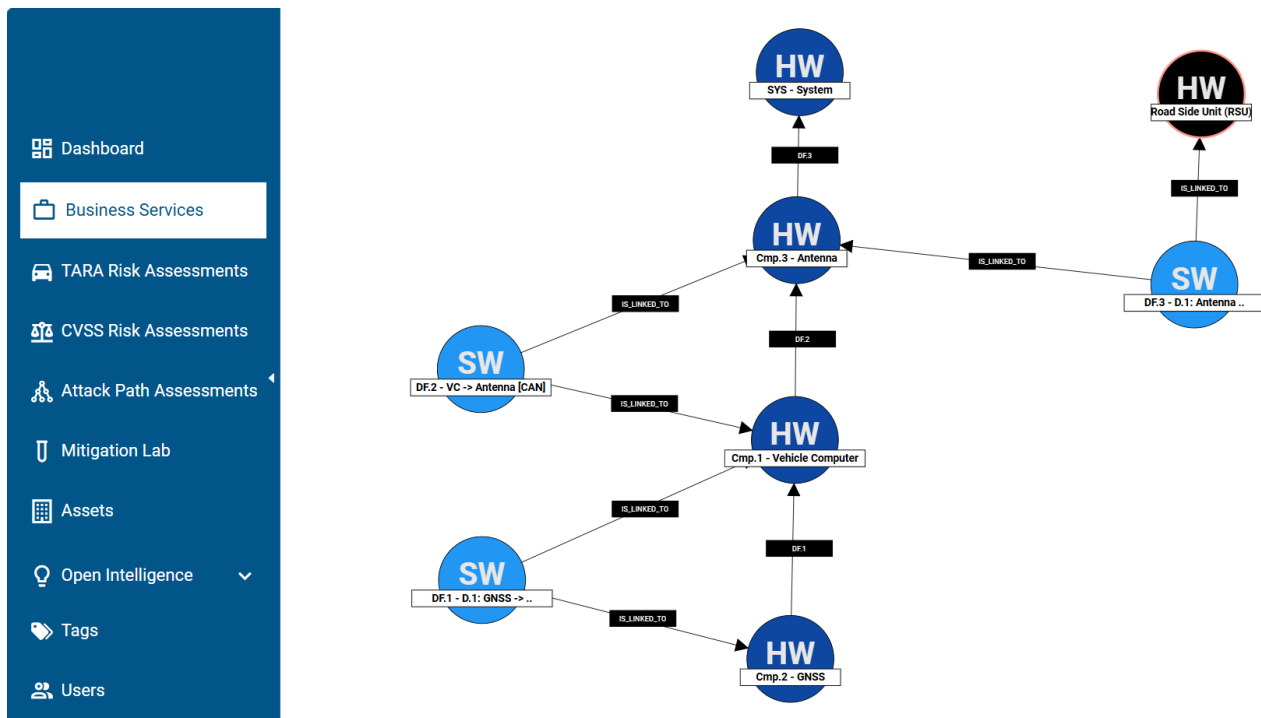 Dashboard
Business Services
TARA Risk Assessments
CVSS Risk Assessments
Attack Path Assessments
Mitigation Lab
Assets
Open Intelligence
Tags
Users
HW
SYS - System
HW
Road Side Unit (RSU)
DF.3
IS_LINKED_TO
HW
Cmp.3 - Antenna
IS_LINKED_TO
SW
DF.3 - D.1: Antenna ..
IS_LINKED_TO
DF.2
SW
DF.2 - VC -> Antenna [CAN]
IS_LINKED_TO
HW
Cmp.1 - Vehicle Computer
IS_LINKED_TO
DF.1
SW
DF.1 - D.1: GNSS -> ..
IS_LINKED_TO
HW
Cmp.2 - GNSS